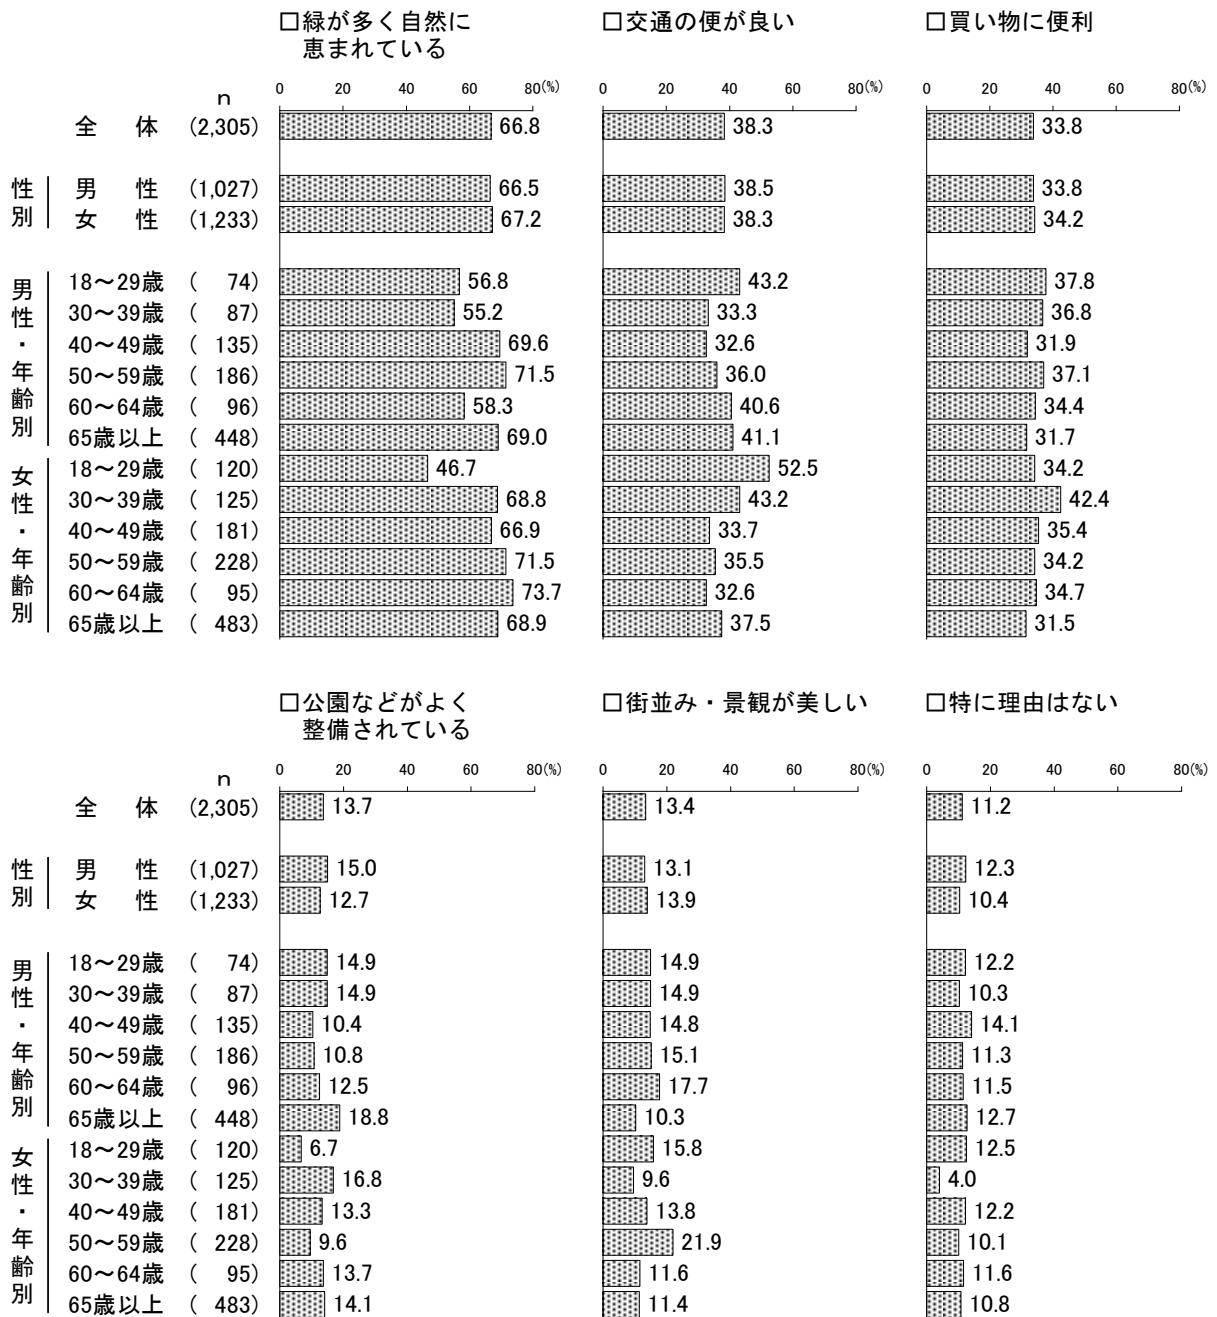 □緑が多く自然に
恵まれている
□交通の便が良い
□買い物に便利
n
0 20 40 60 80(%)
0 20 40 60 80(%)
0 20 40 60 80(%)
全 体 (2,305) 66.8 38.3 33.8
性別
男 性 (1,027) 66.5 38.5 33.8
女 性 (1,233) 67.2 38.3 34.2
男性・年齢別
18～29歳 ( 74) 56.8 43.2 37.8
30～39歳 ( 87) 55.2 33.3 36.8
40～49歳 ( 135) 69.6 32.6 31.9
50～59歳 ( 186) 71.5 36.0 37.1
60～64歳 ( 96) 58.3 40.6 34.4
65歳以上 ( 448) 69.0 41.1 31.7
女性・年齢別
18～29歳 ( 120) 46.7 52.5 34.2
30～39歳 ( 125) 68.8 43.2 42.4
40～49歳 ( 181) 66.9 33.7 35.4
50～59歳 ( 228) 71.5 35.5 34.2
60～64歳 ( 95) 73.7 32.6 34.7
65歳以上 ( 483) 68.9 37.5 31.5
□公園などがよく
整備されている
□街並み・景観が美しい
□特に理由はない
n
0 20 40 60 80(%)
0 20 40 60 80(%)
0 20 40 60 80(%)
全 体 (2,305) 13.7 13.4 11.2
性別
男 性 (1,027) 15.0 13.1 12.3
女 性 (1,233) 12.7 13.9 10.4
男性・年齢別
18～29歳 ( 74) 14.9 14.9 12.2
30～39歳 ( 87) 14.9 14.9 10.3
40～49歳 ( 135) 10.4 14.8 14.1
50～59歳 ( 186) 10.8 15.1 11.3
60～64歳 ( 96) 12.5 17.7 11.5
65歳以上 ( 448) 18.8 10.3 12.7
女性・年齢別
18～29歳 ( 120) 6.7 15.8 12.5
30～39歳 ( 125) 16.8 9.6 4.0
40～49歳 ( 181) 13.3 13.8 12.2
50～59歳 ( 228) 9.6 21.9 10.1
60～64歳 ( 95) 13.7 11.6 11.6
65歳以上 ( 483) 14.1 11.4 10.8